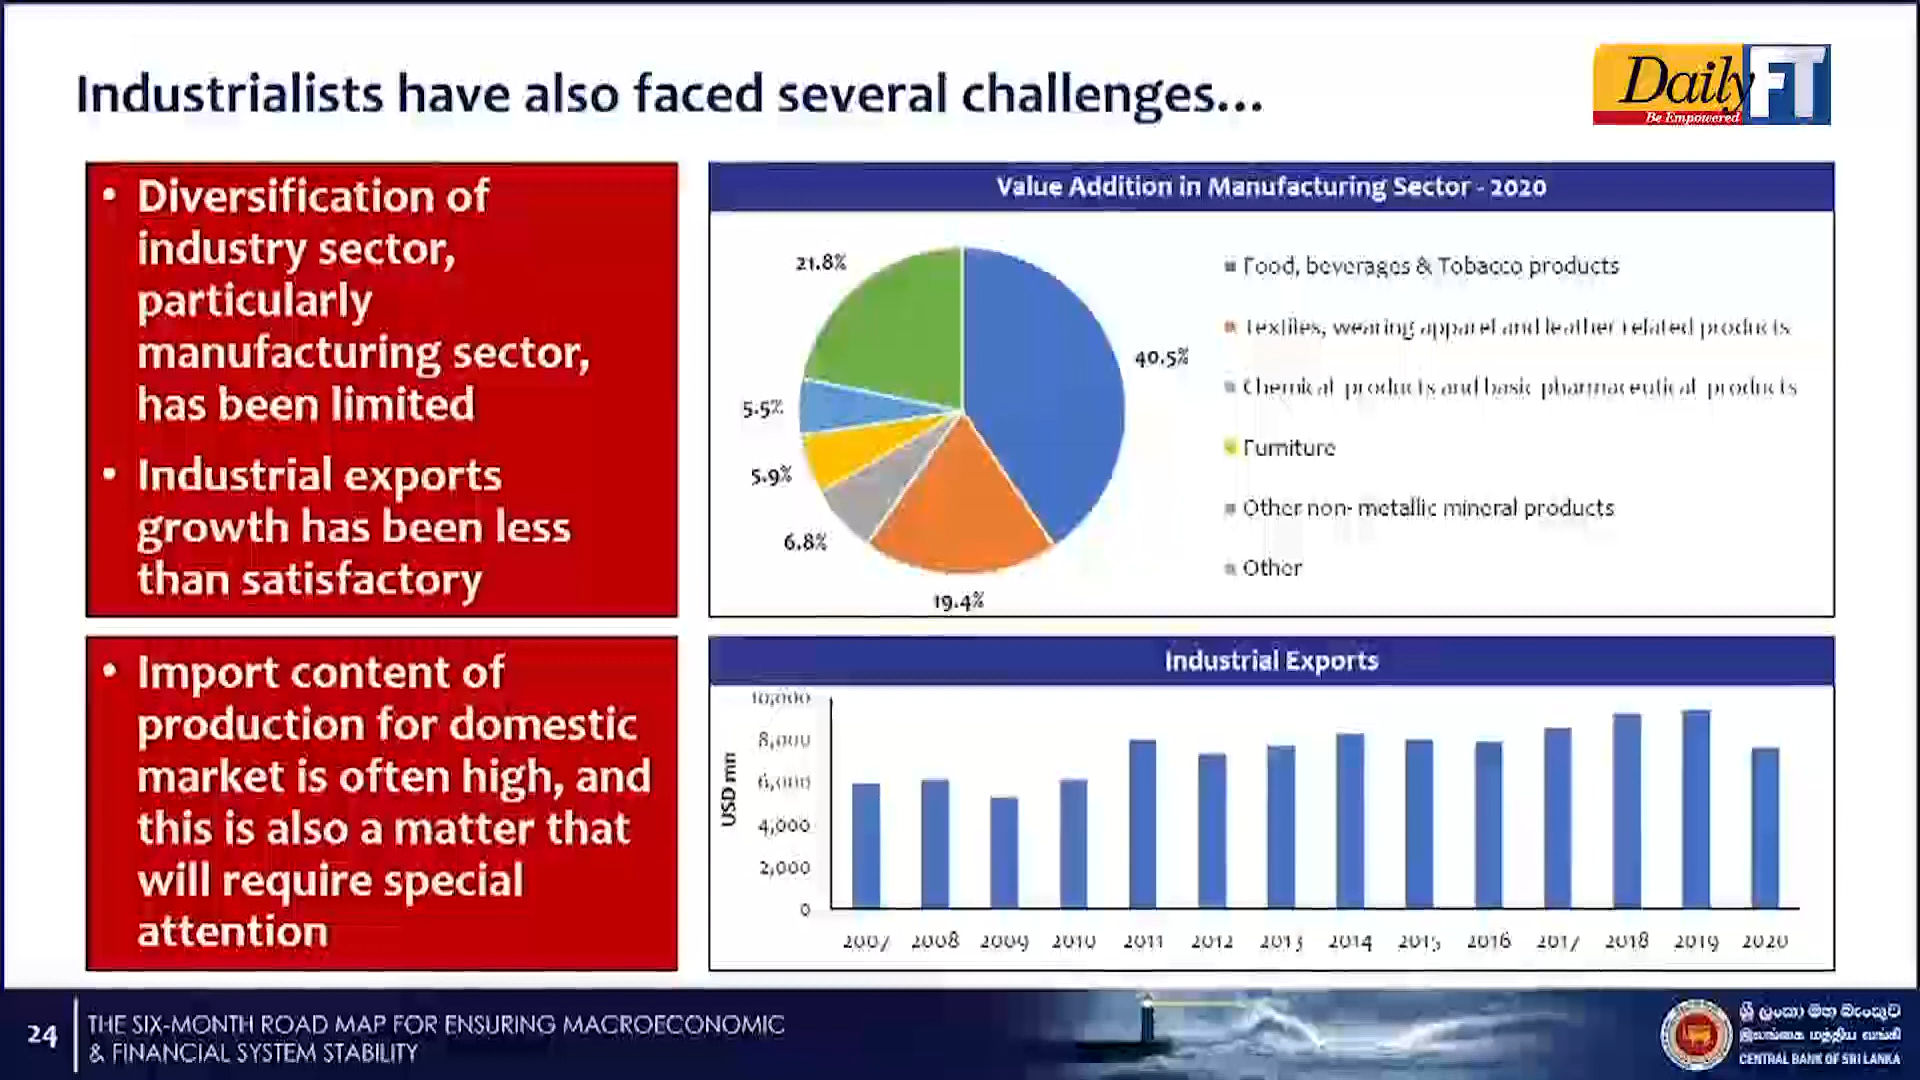 Industrialists have also faced several challenges...
Daily FT
Be Empowered
• Diversification of
industry sector,
particularly
manufacturing sector,
has been limited
• Industrial exports
growth has been less
than satisfactory
Value Addition in Manufacturing Sector - 2020
21.8%
40.5%
5.5%
5.9%
6.8%
19.4%
Food, beverages & Tobacco products
Textiles, wearing apparel and leather related products
Chemical products and basic pharmaceutical products
Furniture
Other non- metallic mineral products
Other
• Import content of
production for domestic
market is often high, and
this is also a matter that
will require special
attention
Industrial Exports
USD mn
10,000
8,000
6,000
4,000
2,000
0
2007 2008 2009 2010 2011 2012 2013 2014 2015 2016 2017 2018 2019 2020
24
THE SIX-MONTH ROAD MAP FOR ENSURING MACROECONOMIC
& FINANCIAL SYSTEM STABILITY
ශ්‍රී ලංකා මහ බැංකුව
இலங்கை மத்திய வங்கி
CENTRAL BANK OF SRI LANKA